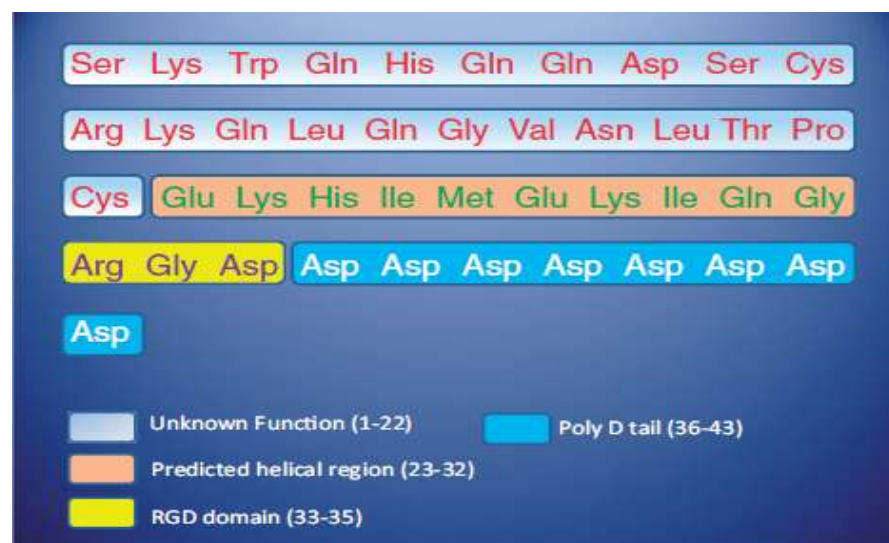 Ser Lys Trp Gln His Gln Gln Asp Ser Cys
Arg Lys Gln Leu Gln Gly Val Asn Leu Thr Pro
Cys Glu Lys His Ile Met Glu Lys Ile Gln Gly
Arg Gly Asp Asp Asp Asp Asp Asp Asp Asp
Asp
Unknown Function (1-22)
Poly D tail (36-43)
Predicted helical region (23-32)
RGD domain (33-35)